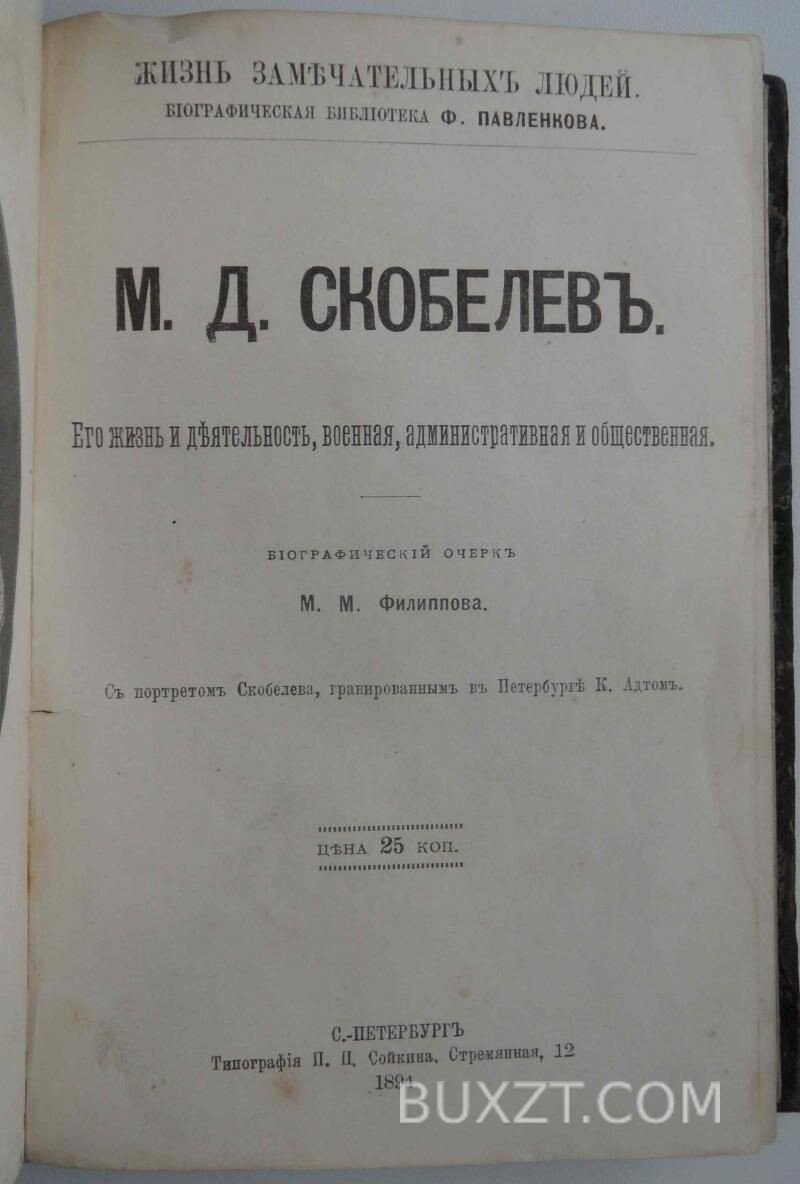 ЖИЗНЬ ЗАМѢЧАТЕЛЬНЫХЪ ЛЮДЕЙ.
БІОГРАФИЧЕСКАЯ БИБЛІОТЕКА Ф. ПАВЛЕНКОВА.
М. Д. СКОБЕЛЕВЪ.
Его жизнь и дѣятельность, военная, административная и общественная.
БІОГРАФИЧЕСКІЙ ОЧЕРКЪ
М. М. Филиппова.
Съ портретомъ Скобелева, гравированнымъ въ Петербургѣ К. Адтомъ.
ЦѢНА 25 КОП.
С.-ПЕТЕРБУРГЪ
Типографія П. П. Сойкина, Стремянная, 12
1894
BUXZT.COM